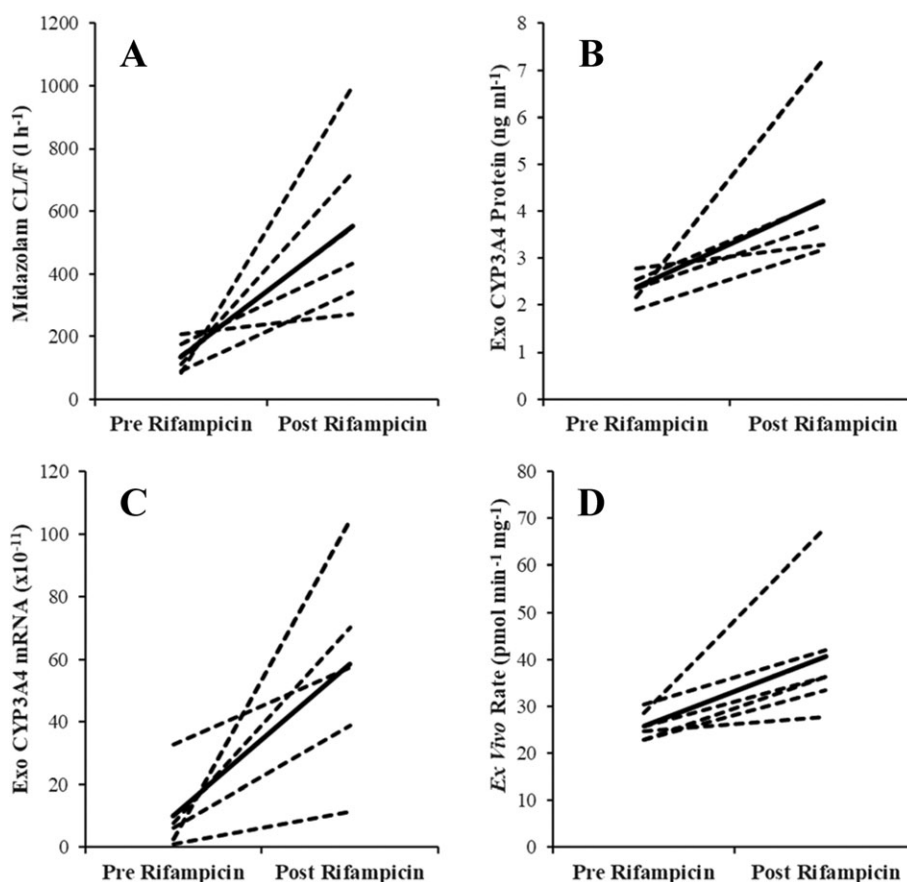 A
Midazolam CL/F (l h⁻¹)
1200
1000
800
600
400
200
0
Pre Rifampicin Post Rifampicin
B
Exo CYP3A4 Protein (ng ml⁻¹)
8
7
6
5
4
3
2
1
0
Pre Rifampicin Post Rifampicin
C
Exo CYP3A4 mRNA (x10⁻¹¹)
120
100
80
60
40
20
0
Pre Rifampicin Post Rifampicin
D
Ex Vivo Rate (pmol min⁻¹ mg⁻¹)
80
70
60
50
40
30
20
10
0
Pre Rifampicin Post Rifampicin